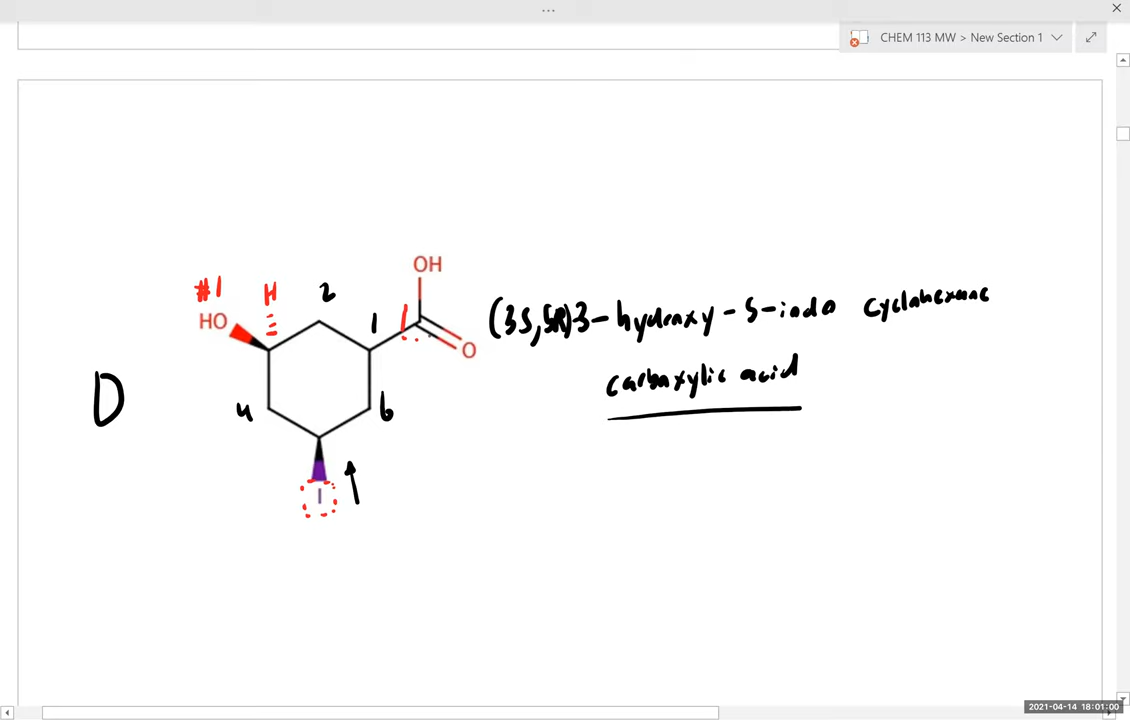 CHEM 113 MW > New Section 1
OH
#1 H 2
HO 1 O
(3S,5R)3-hydroxy-5-iodo cyclohexane
carboxylic acid
D 4 6
I
2021-04-14 18:01:00